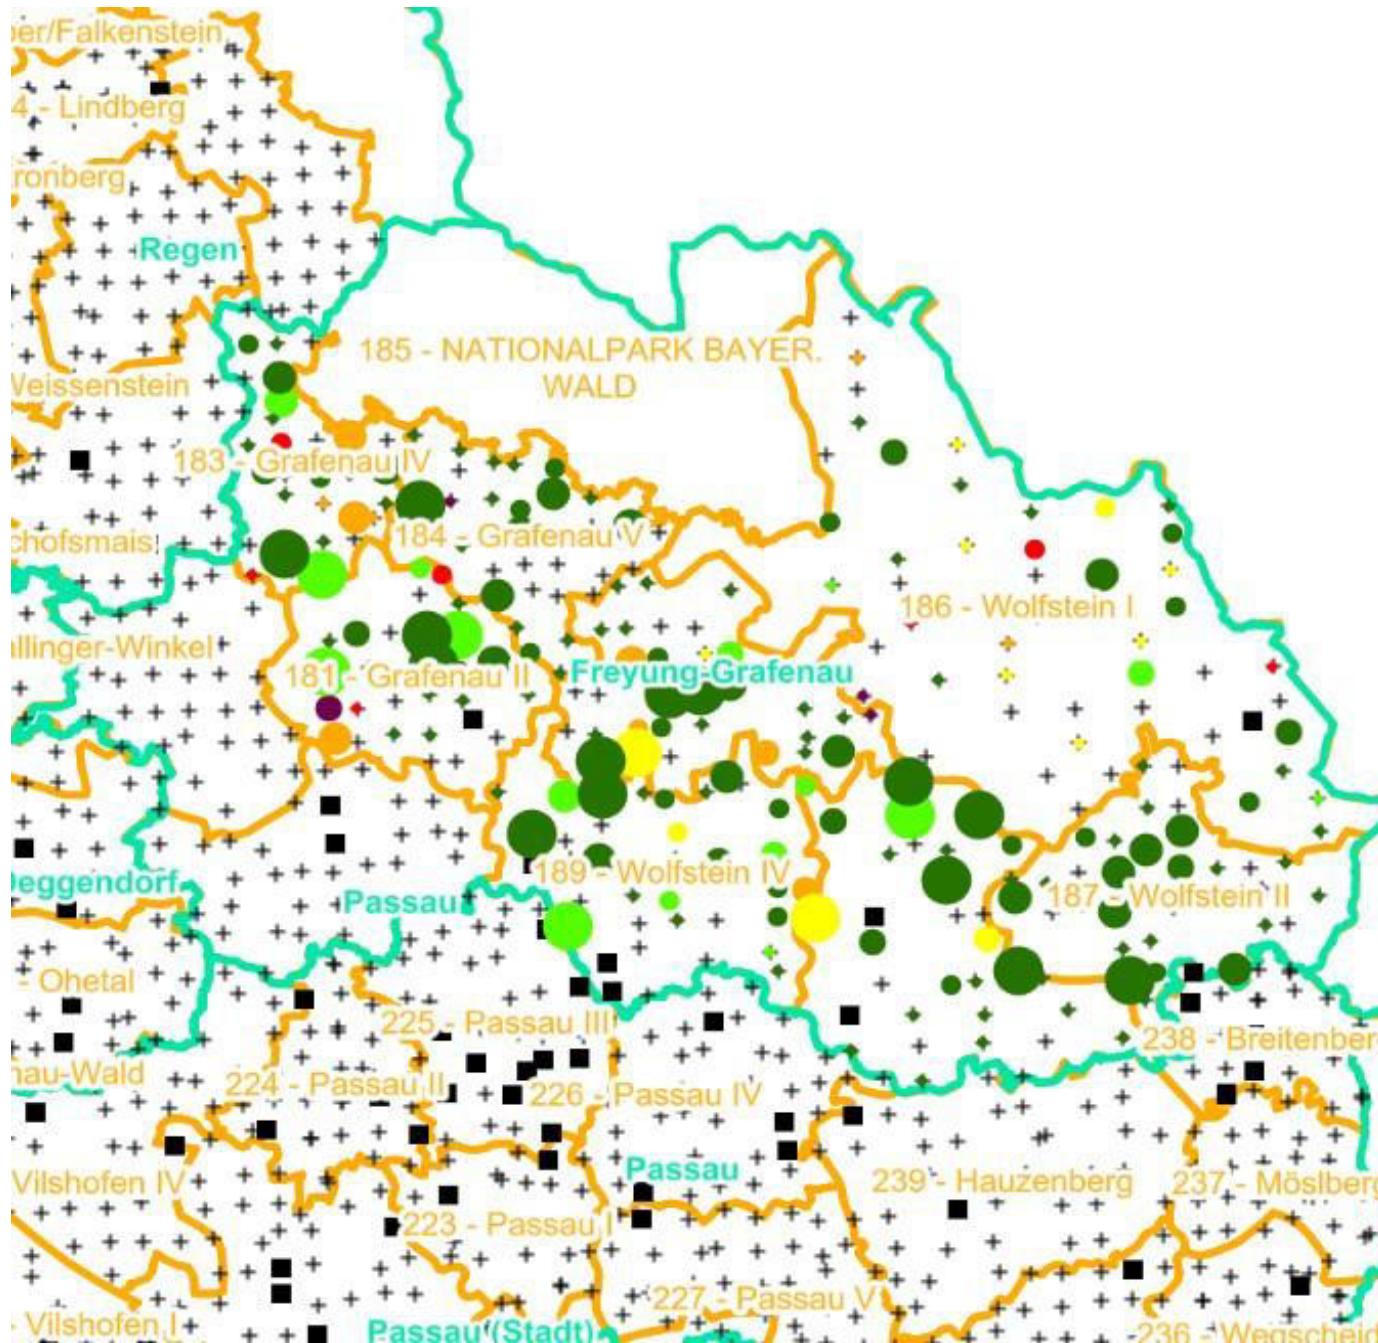 er/Falkenstein
4 - Lindberg
ronberg
Regen
185 - NATIONALPARK BAYER.
WALD
Weissenstein
183 - Grafenau IV
184 - Grafenau V
chofsmais
186 - Wolfstein I
llinger-Winkel
181 - Grafenau II
Freyung-Grafenau
189 - Wolfstein IV
Deggendorf
187 - Wolfstein II
Passau
- Ohetal
225 - Passau III
238 - Breitenber
nau-Wald
224 - Passau II
226 - Passau IV
Passau
Vilshofen IV
239 - Hauzenberg
237 - Möslberg
223 - Passau I
227 - Passau V
- Vilshofen I
Passau (Stadt)
236 - Wegscheid